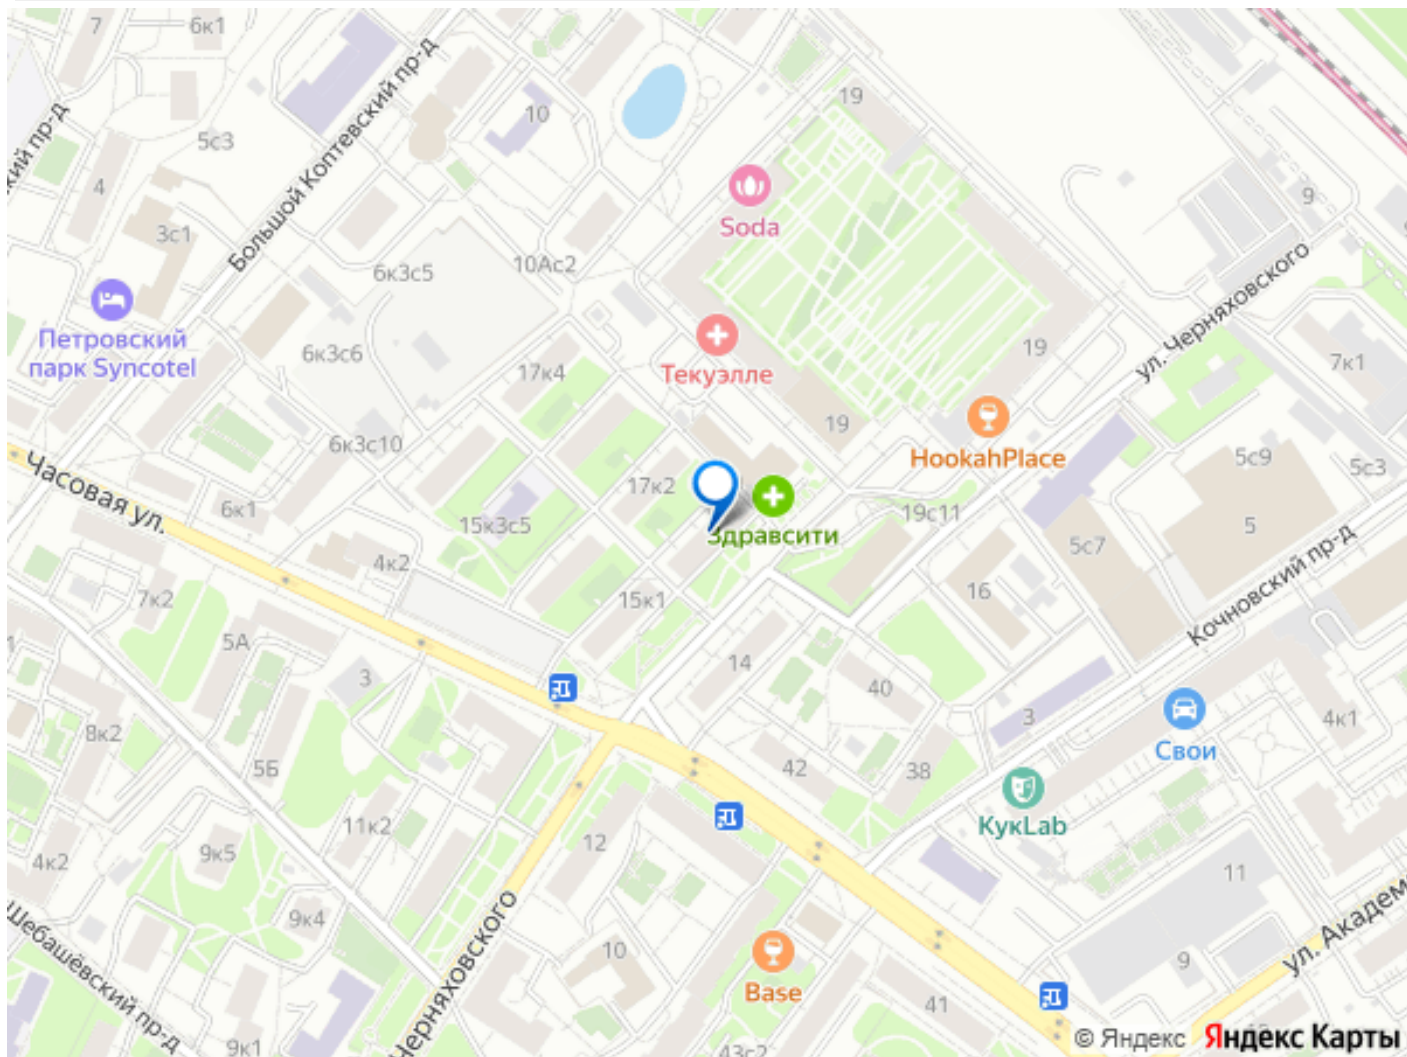 7
6к1
19
10
5с3
Большой Коптевский пр-д
кий пр-д
4
9
Soda
3с1
10Ас2
6к3с5
ул. Черняховского
Петровский
парк Syncotel
6к3с6
17к4
Текуэлле
19
7к1
19
6к3с10
HookahPlace
5с9
5с3
Часовая ул.
17к2
6к1
15к3с5
19с11
Здравсити
5
5с7
4к2
Кочновский пр-д
7к2
15к1
16
5А
14
3
40
3
4к1
8к2
Свои
5Б
42
38
КукLab
11к2
12
9к5
4к2
11
Шебашёвский пр-д
9к4
Черняховского
10
ул. Академ
9
Base
41
9к1
43с2
© Яндекс Яндекс Карты